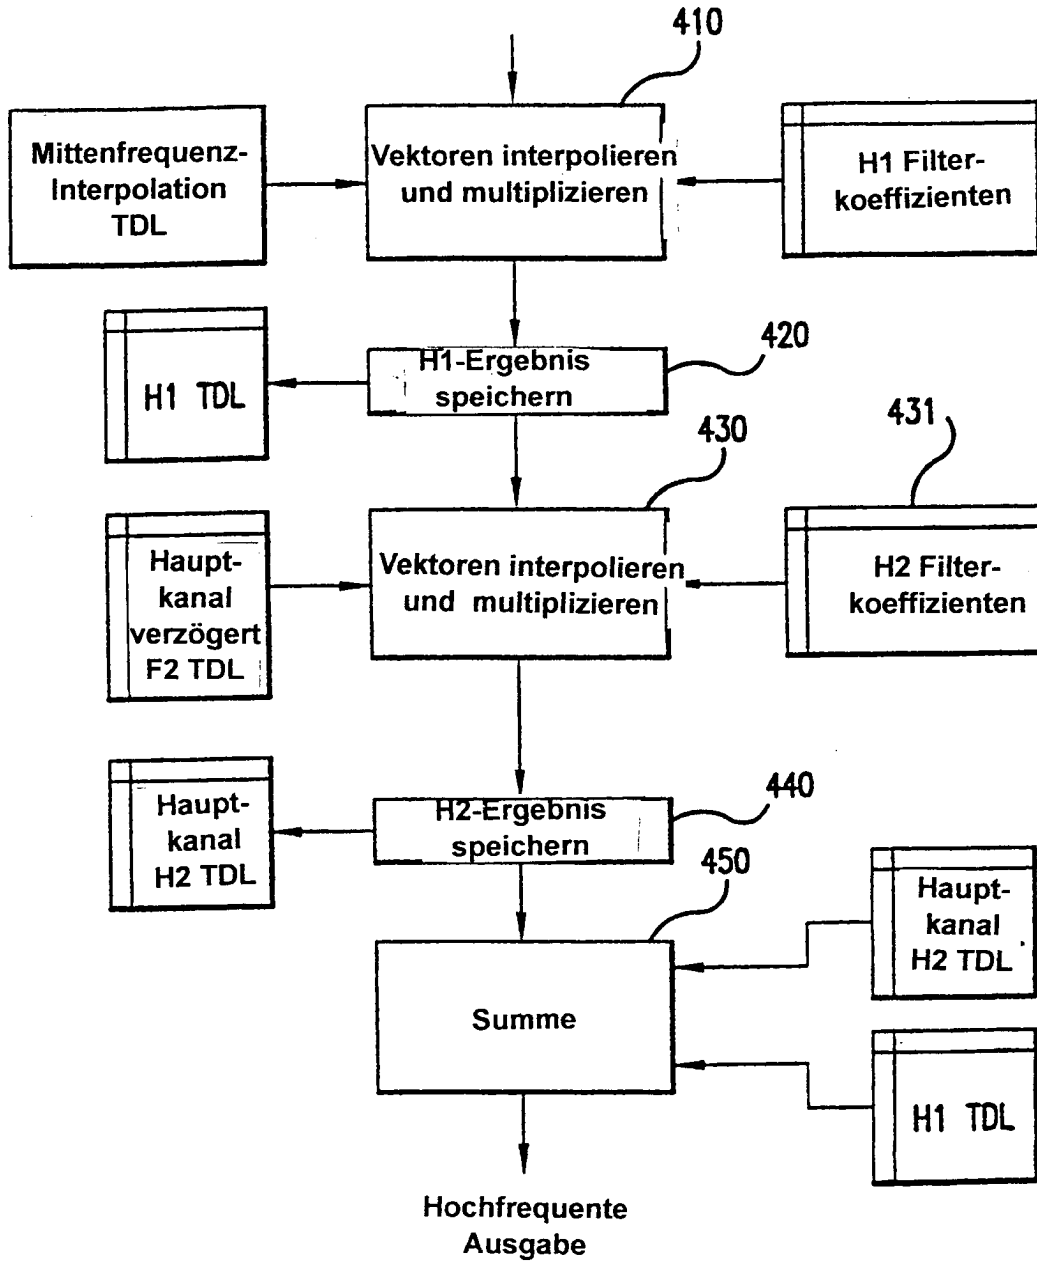 410
Mittenfrequenz-
Interpolation
TDL
Vektoren interpolieren
und multiplizieren
H1 Filter-
koeffizienten
420
H1-Ergebnis
speichern
H1 TDL
430
431
Haupt-
kanal
verzögert
F2 TDL
Vektoren interpolieren
und multiplizieren
H2 Filter-
koeffizienten
440
H2-Ergebnis
speichern
Haupt-
kanal
H2 TDL
450
Haupt-
kanal
H2 TDL
Summe
H1 TDL
Hochfrequente
Ausgabe